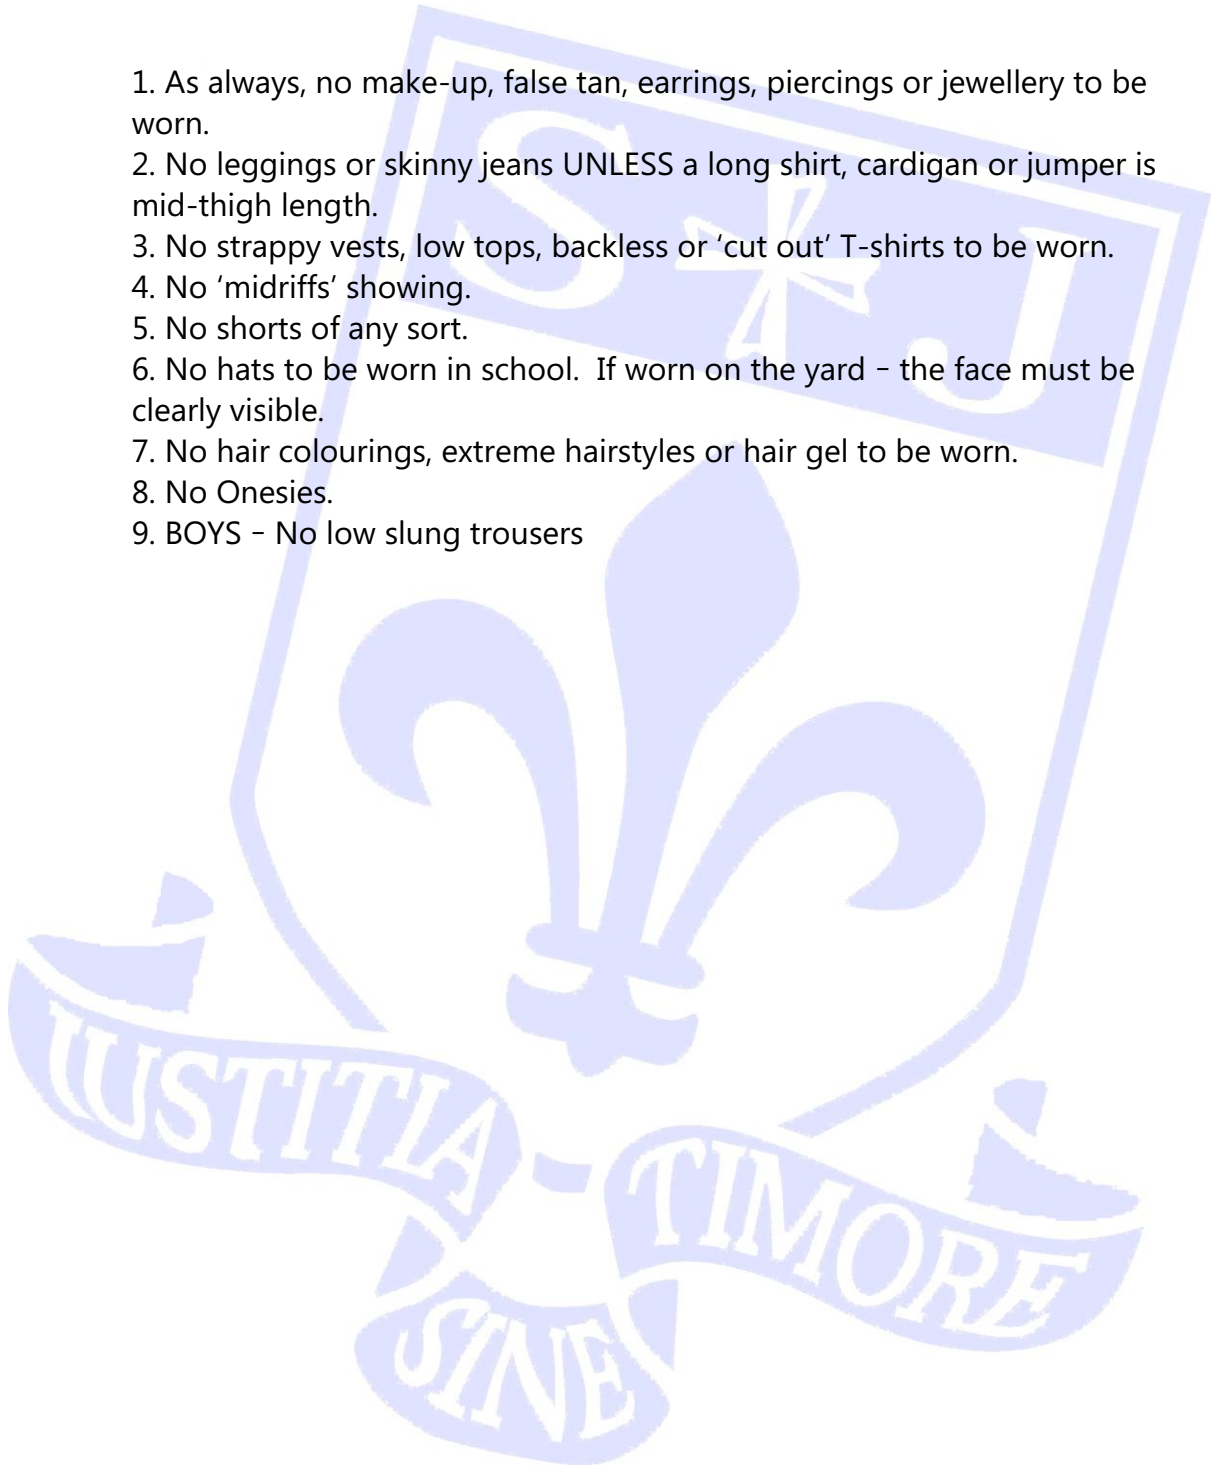 1. As always, no make-up, false tan, earrings, piercings or jewellery to be
worn.
2. No leggings or skinny jeans UNLESS a long shirt, cardigan or jumper is
mid-thigh length.
3. No strappy vests, low tops, backless or ‘cut out’ T-shirts to be worn.
4. No ‘midriffs’ showing.
5. No shorts of any sort.
6. No hats to be worn in school.  If worn on the yard – the face must be
clearly visible.
7. No hair colourings, extreme hairstyles or hair gel to be worn.
8. No Onesies.
9. BOYS – No low slung trousers
S J
IUSTITIA
SINE
TIMORE